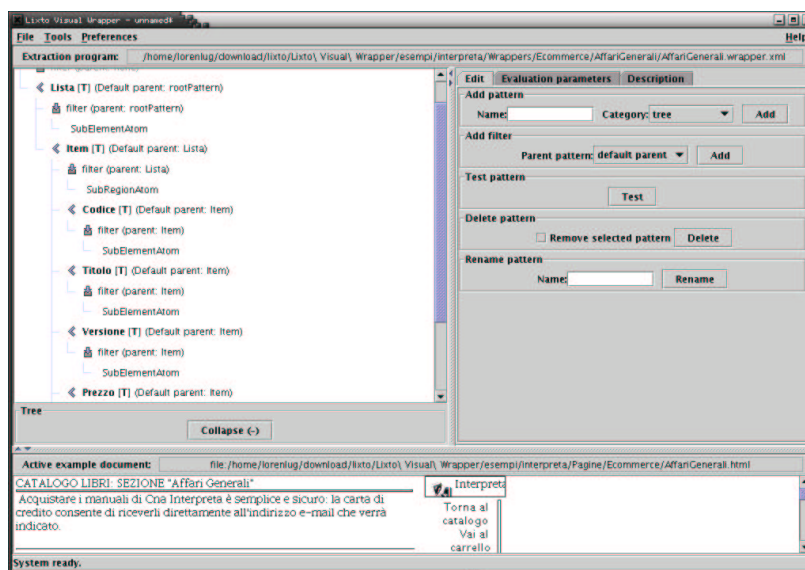 Lixto Visual Wrapper - unnamed*
File Tools Preferences Help
Extraction program: /home/lorenlug/download/lixto/Lixto\ Visual\ Wrapper/esempi/interpreta/Wrappers/Ecommerce/AffariGenerali/AffariGenerali.wrapper.xml
Lista [T] (Default parent: rootPattern)
filter (parent: rootPattern)
SubElementAtom
Item [T] (Default parent: Lista)
filter (parent: Lista)
SubRegionAtom
Codice [T] (Default parent: Item)
filter (parent: Item)
SubElementAtom
Titolo [T] (Default parent: Item)
filter (parent: Item)
SubElementAtom
Versione [T] (Default parent: Item)
filter (parent: Item)
SubElementAtom
Prezzo [T] (Default parent: Item)
Tree
Collapse (-)
Edit Evaluation parameters Description
Add pattern
Name: Category: tree Add
Add filter
Parent pattern: default parent Add
Test pattern
Test
Delete pattern
Remove selected pattern Delete
Rename pattern
Name: Rename
Active example document: file:/home/lorenlug/download/lixto/Lixto\ Visual\ Wrapper/esempi/interpreta/Pagine/Ecommerce/AffariGenerali.html
CATALOGO LIBRI: SEZIONE "Affari Generali"
Acquistare i manuali di Cna Interpreta è semplice e sicuro: la carta di
credito consente di riceverli direttamente all'indirizzo e-mail che verrà
indicato.
Interpreta
Torna al
catalogo
Vai al
carrello
System ready.